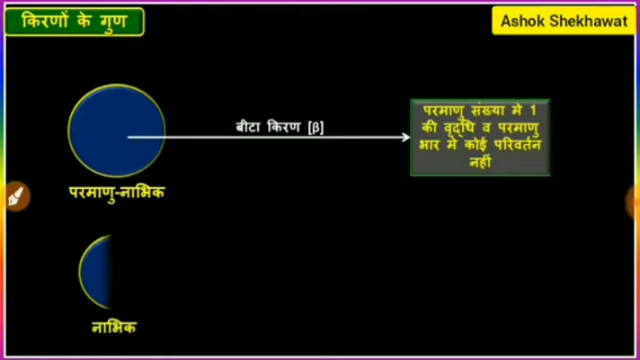 किरणों के गुण
Ashok Shekhawat
बीटा किरण [β]
परमाणु संख्या मे 1
की वृद्धि व परमाणु
भार मे कोई परिवर्तन
नहीं
परमाणु-नाभिक
नाभिक